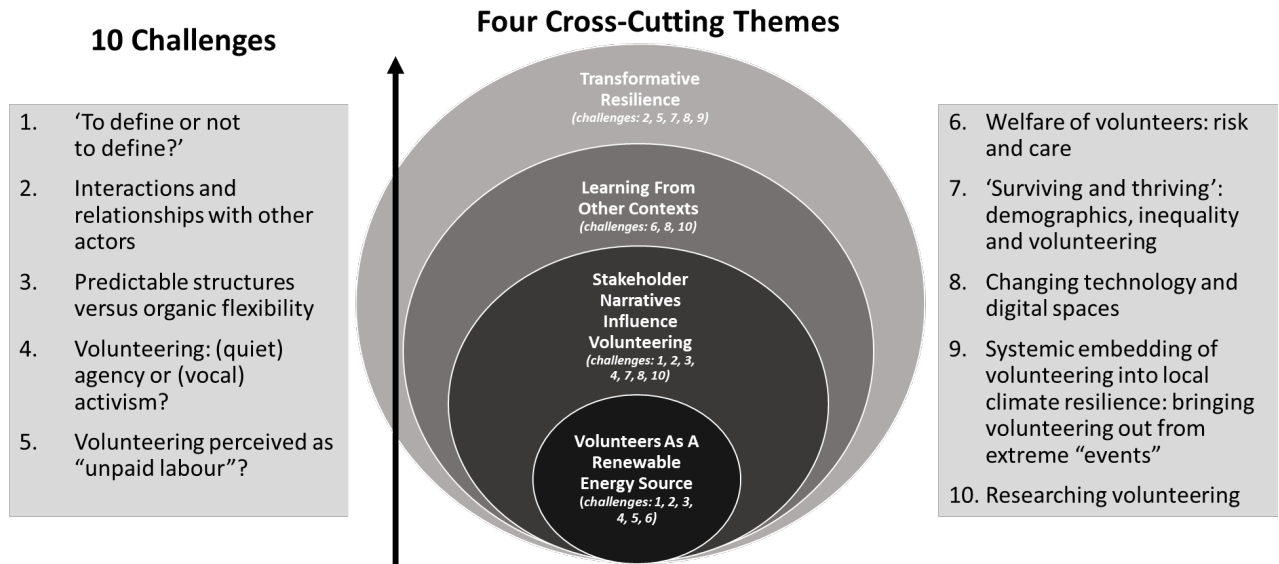 10 Challenges
1. ‘To define or not
to define?’
2. Interactions and
relationships with other
actors
3. Predictable structures
versus organic flexibility
4. Volunteering: (quiet)
agency or (vocal)
activism?
5. Volunteering perceived as
“unpaid labour”?
Four Cross-Cutting Themes
Transformative
Resilience
(challenges: 2, 5, 7, 8, 9)
Learning From
Other Contexts
(challenges: 6, 8, 10)
Stakeholder
Narratives
Influence
Volunteering
(challenges: 1, 2, 3,
4, 7, 8, 10)
Volunteers As A
Renewable
Energy Source
(challenges: 1, 2, 3,
4, 5, 6)
6. Welfare of volunteers: risk
and care
7. ‘Surviving and thriving’:
demographics, inequality
and volunteering
8. Changing technology and
digital spaces
9. Systemic embedding of
volunteering into local
climate resilience: bringing
volunteering out from
extreme “events”
10. Researching volunteering